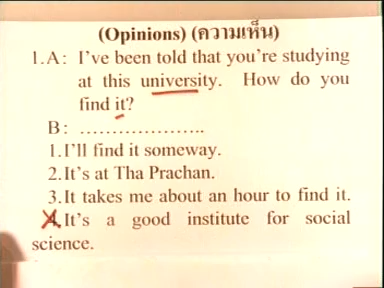 (Opinions) (ความเห็น)
1.A: I've been told that you're studying
at this university. How do you
find it?
B: ………………..
1.I'll find it someway.
2.It's at Tha Prachan.
3.It takes me about an hour to find it.
4.It's a good institute for social
science.